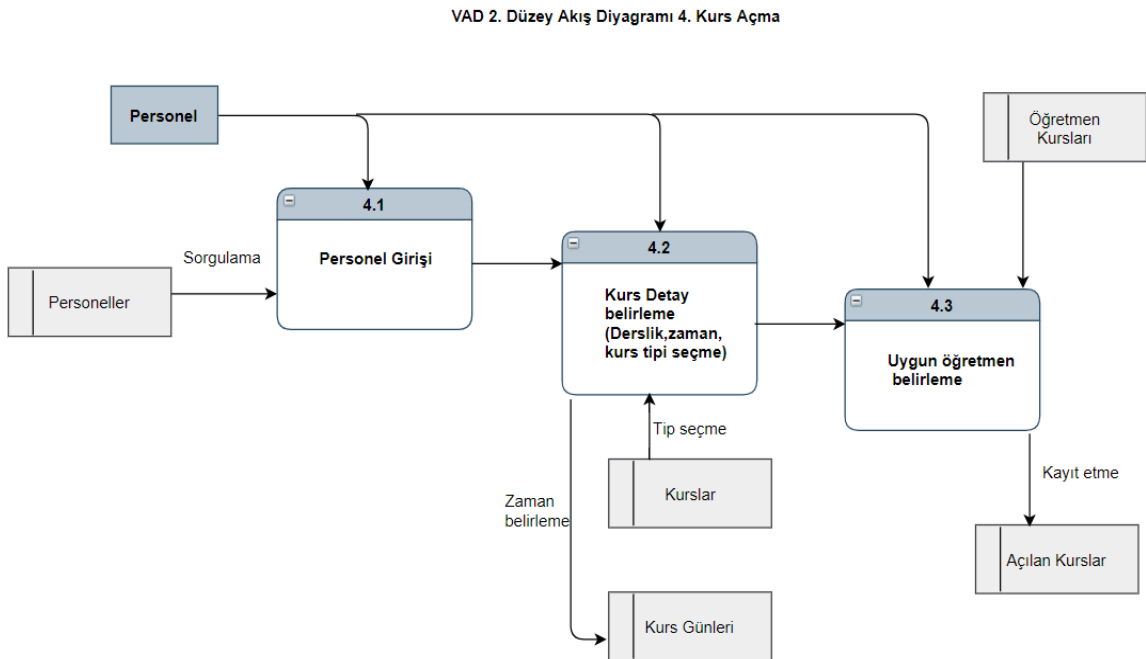 VAD 2. Düzey Akış Diyagramı 4. Kurs Açma
Personel
Öğretmen
Kursları
4.1
Personel Girişi
Sorgulama
Personeller
4.2
Kurs Detay
belirleme
(Derslik,zaman,
kurs tipi seçme)
4.3
Uygun öğretmen
belirleme
Tip seçme
Kurslar
Zaman
belirleme
Kayıt etme
Açılan Kurslar
Kurs Günleri